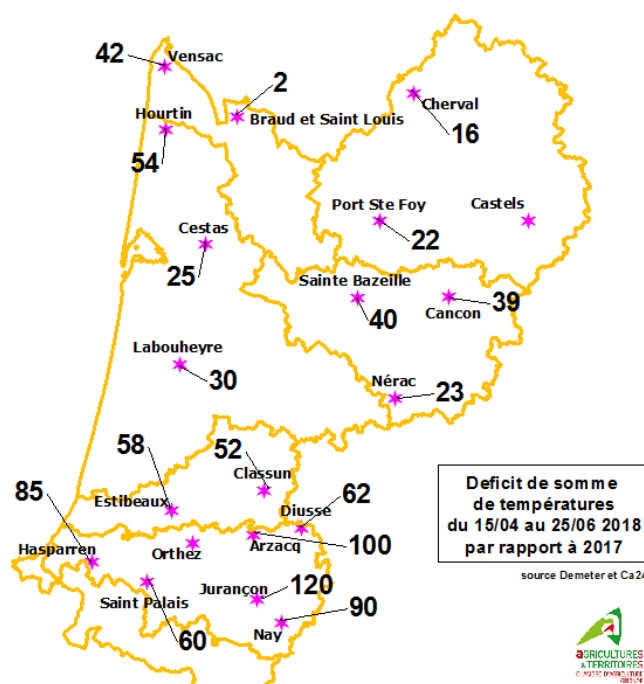 42
Vensac
2
Cherval
Hourtin
Braud et Saint Louis
16
54
Port Ste Foy
Castels
Cestas
22
25
Sainte Bazeille
39
40
Cancon
Labouheyre
30
Nérac
23
58
52
Classun
85
Estibeaux
62
Diusse
Hasparren
Orthez
Arzacq
100
Saint Palais
Jurançon
120
60
Nay
90
Deficit de somme
de températures
du 15/04 au 25/06 2018
par rapport à 2017
source Demeter et Ca24
AGRICULTURES
& TERRITOIRES
CHAMBRE D'AGRICULTURE
GIRONDE